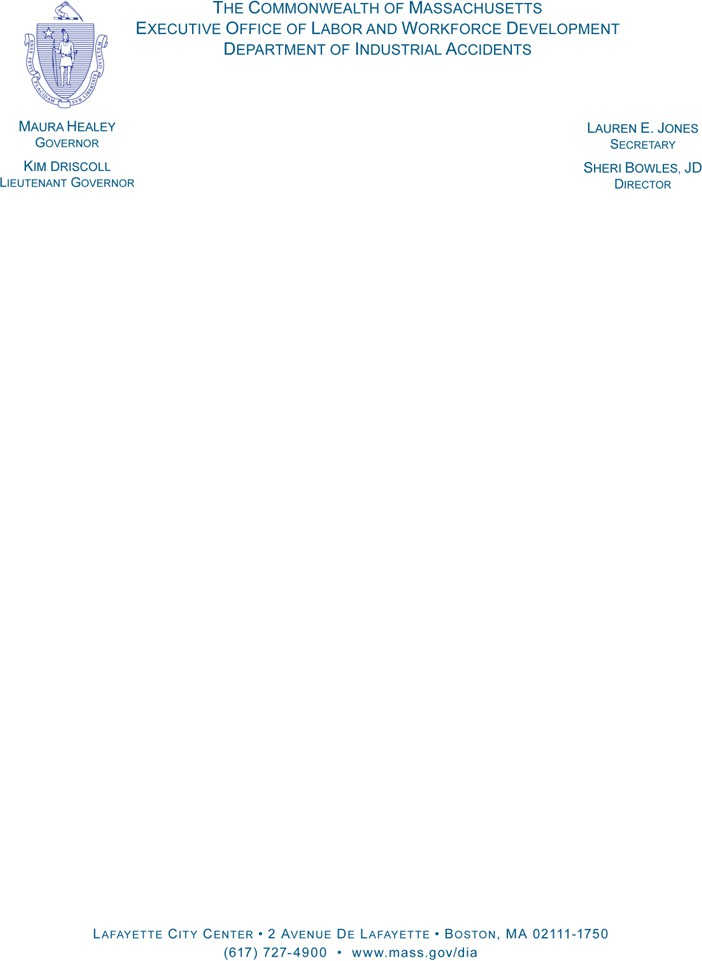 THE COMMONWEALTH OF MASSACHUSETTS
EXECUTIVE OFFICE OF LABOR AND WORKFORCE DEVELOPMENT
DEPARTMENT OF INDUSTRIAL ACCIDENTS
MAURA HEALEY
GOVERNOR
KIM DRISCOLL
LIEUTENANT GOVERNOR
LAUREN E. JONES
SECRETARY
SHERI BOWLES, JD
DIRECTOR
LAFAYETTE CITY CENTER • 2 AVENUE DE LAFAYETTE • BOSTON, MA 02111-1750
(617) 727-4900 • www.mass.gov/dia